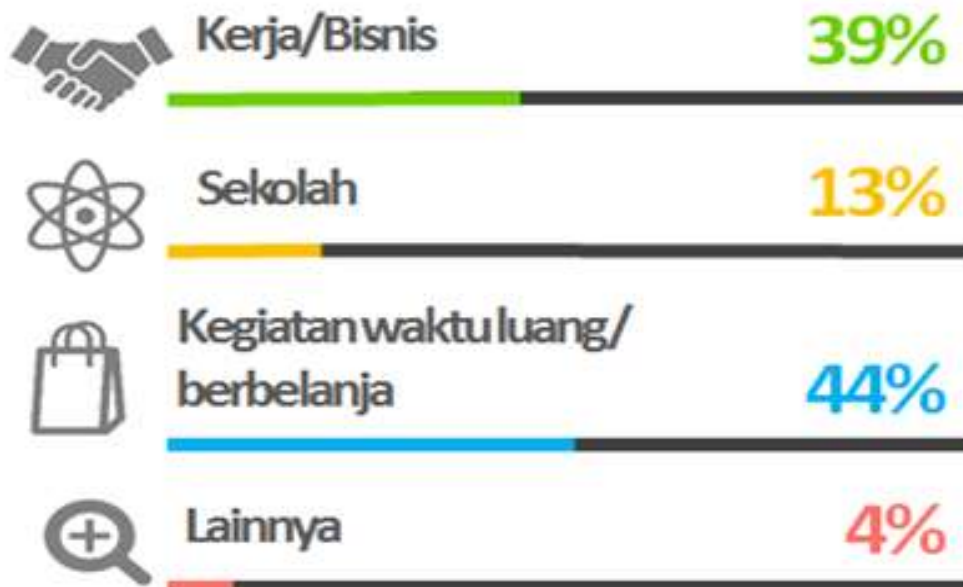 Kerja/Bisnis 39%
Sekolah 13%
Kegiatan waktu luang/
berbelanja 44%
Lainnya 4%